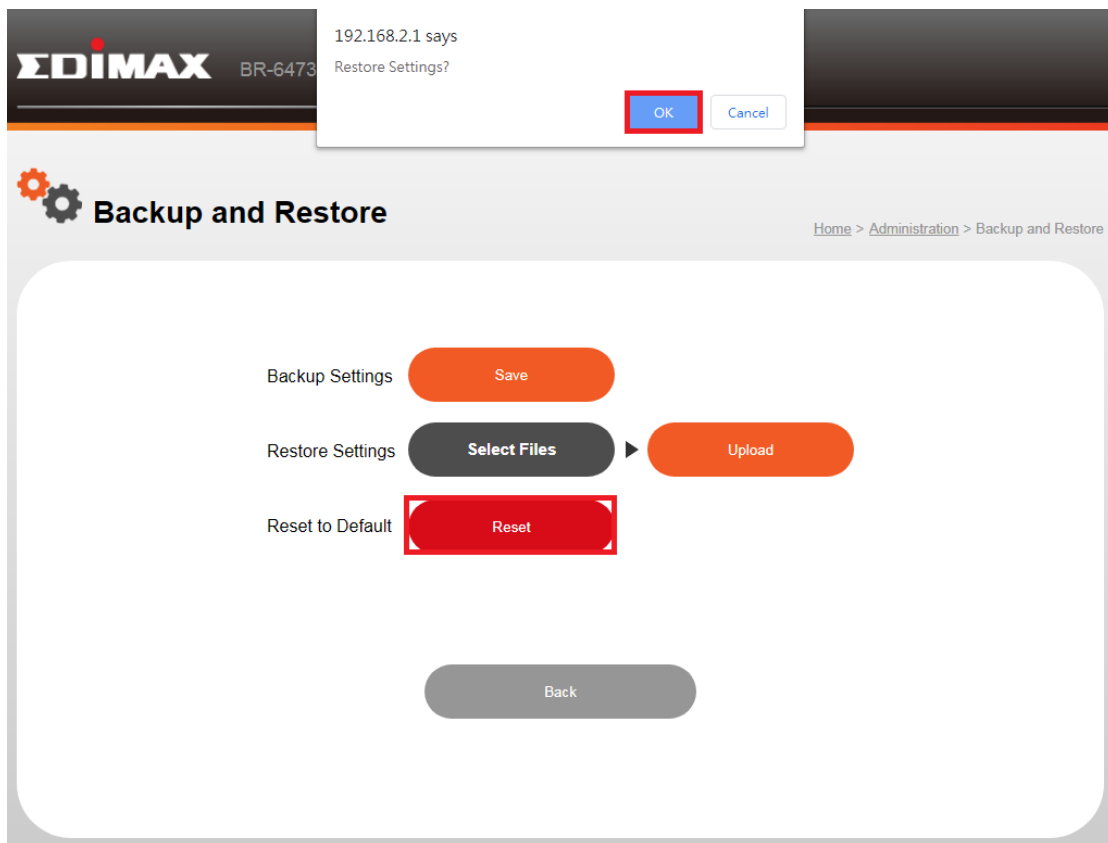 192.168.2.1 says
EDIMAX BR-6473 Restore Settings?
OK Cancel
Backup and Restore
Home > Administration > Backup and Restore
Backup Settings Save
Restore Settings Select Files Upload
Reset to Default Reset
Back